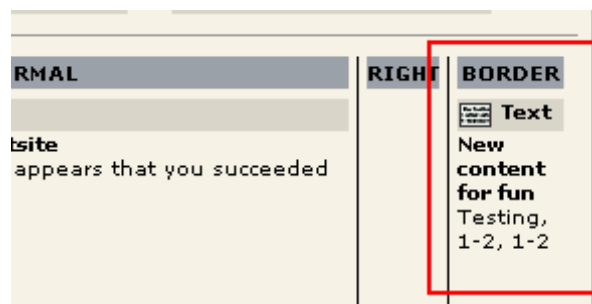 RMAL RIGHT BORDER
Text
tsite
appears that you succeeded
New
content
for fun
Testing,
1-2, 1-2